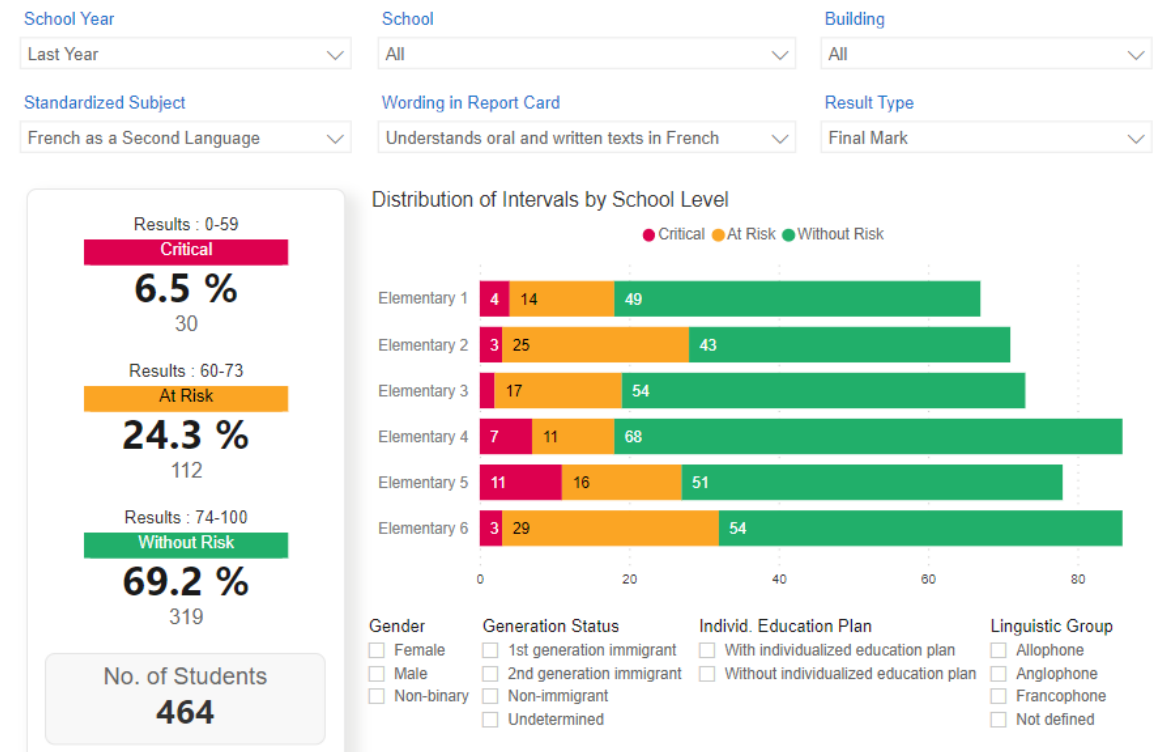 School Year
School
Building
Last Year
All
All
Standardized Subject
Wording in Report Card
Result Type
French as a Second Language
Understands oral and written texts in French
Final Mark
Results : 0-59
Critical
6.5 %
30
Results : 60-73
At Risk
24.3 %
112
Results : 74-100
Without Risk
69.2 %
319
No. of Students
464
Distribution of Intervals by School Level
Critical At Risk Without Risk
Elementary 1 4 14 49
Elementary 2 3 25 43
Elementary 3 17 54
Elementary 4 7 11 68
Elementary 5 11 16 51
Elementary 6 3 29 54
0 20 40 60 80
Gender
Female
Male
Non-binary
Generation Status
1st generation immigrant
2nd generation immigrant
Non-immigrant
Undetermined
Individ. Education Plan
With individualized education plan
Without individualized education plan
Linguistic Group
Allophone
Anglophone
Francophone
Not defined